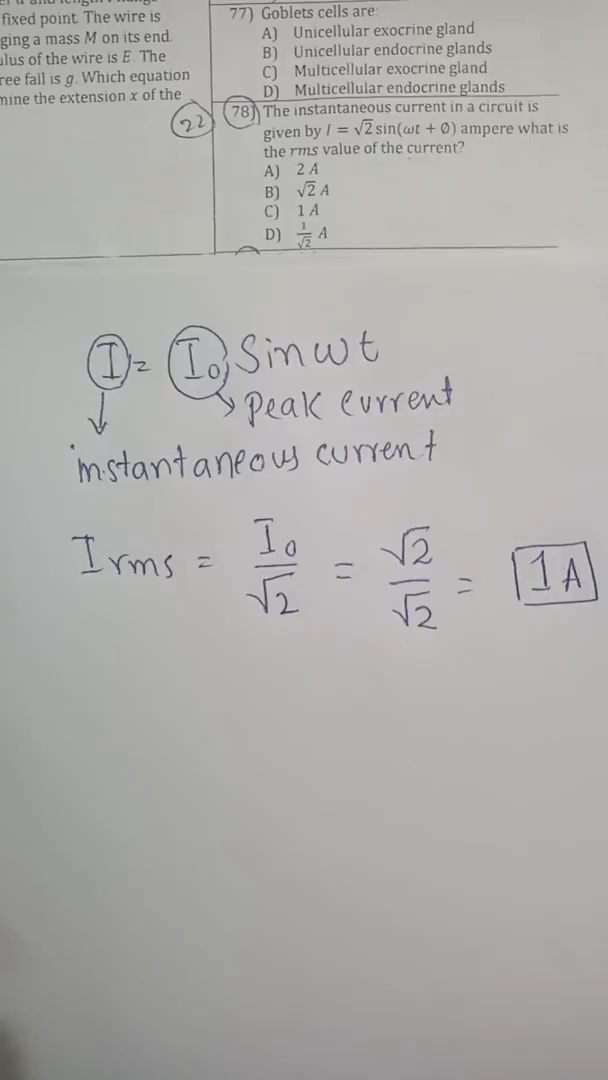 fixed point. The wire is
ging a mass M on its end.
ulus of the wire is E. The
ree fall is g. Which equation
mine the extension x of the
22
77) Goblets cells are:
A) Unicellular exocrine gland
B) Unicellular endocrine glands
C) Multicellular exocrine gland
D) Multicellular endocrine glands
78) The instantaneous current in a circuit is
given by I = √2 sin(ωt + Ø) ampere what is
the rms value of the current?
A) 2 A
B) √2 A
C) 1 A
D) 1/√2 A
I = I₀ Sin wt
Peak current
instantaneous current
Irms = I₀/√2 = √2/√2 = 1A